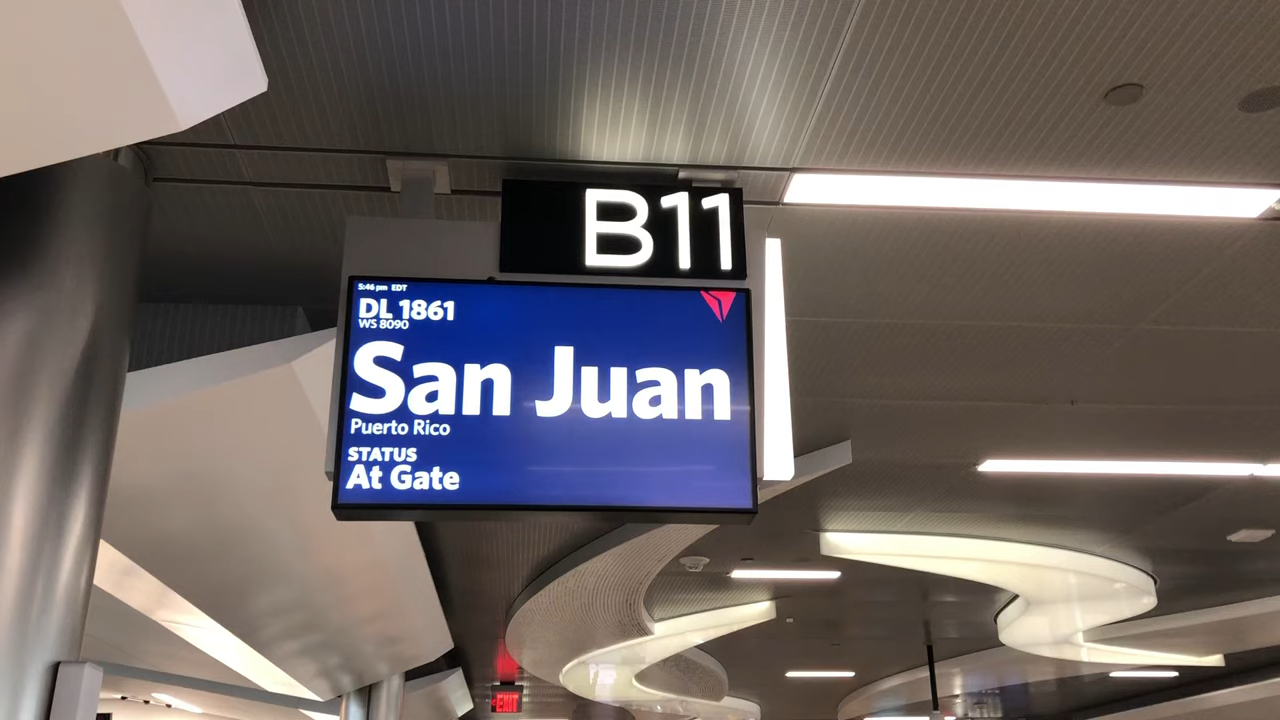 B11
5:46 pm EDT
DL 1861
WS 8090
San Juan
Puerto Rico
STATUS
At Gate
EXIT